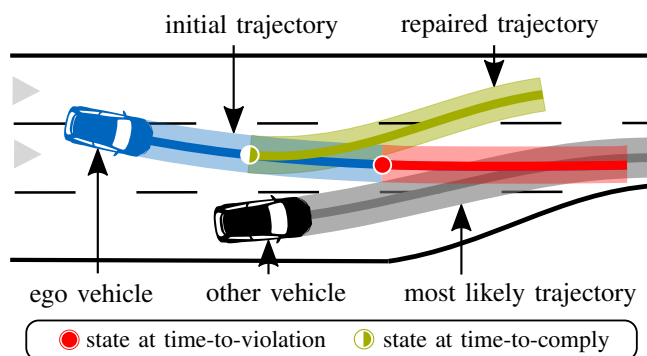 initial trajectory
repaired trajectory
ego vehicle
other vehicle
most likely trajectory
state at time-to-violation
state at time-to-comply